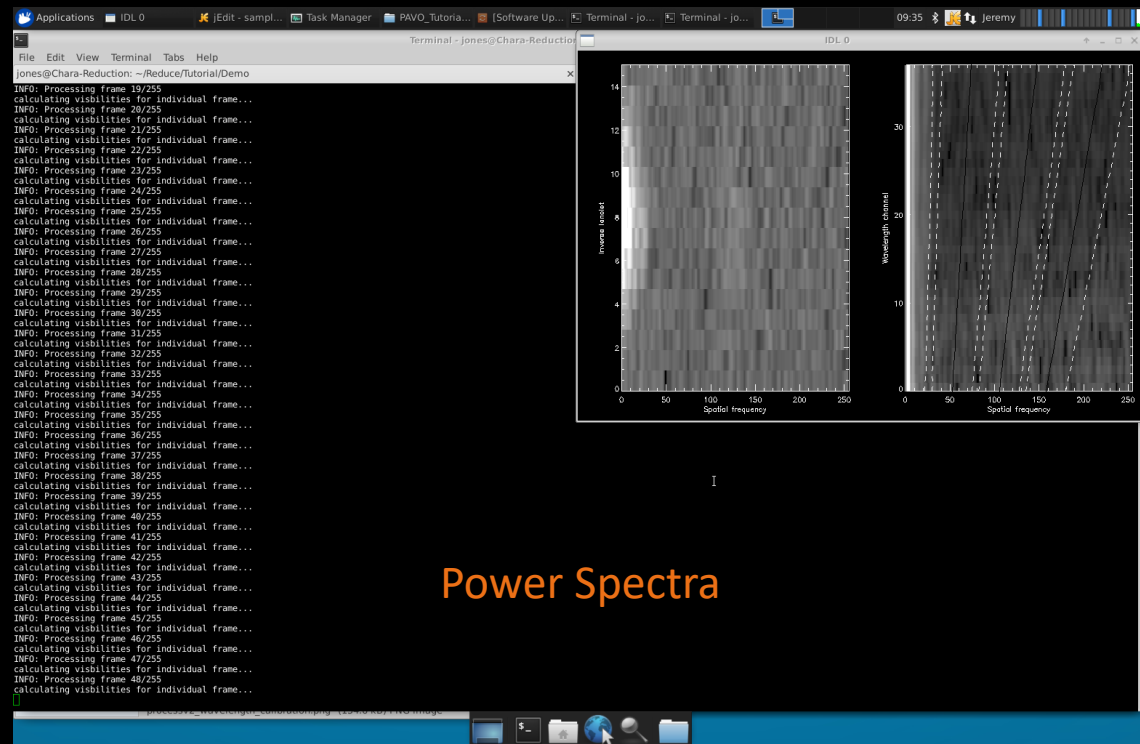 Applications
IDL 0
jEdit - sampl...
Task Manager
PAVO_Tutoria...
[Software Up...
Terminal - jo...
Terminal - jo...
09:35
Jeremy
Terminal - jones@Chara-Reduction
File Edit View Terminal Tabs Help
jones@Chara-Reduction: ~/Reduce/Tutorial/Demo
INFO: Processing frame 19/255
calculating visbilities for individual frame...
INFO: Processing frame 20/255
calculating visbilities for individual frame...
INFO: Processing frame 21/255
calculating visbilities for individual frame...
INFO: Processing frame 22/255
calculating visbilities for individual frame...
INFO: Processing frame 23/255
calculating visbilities for individual frame...
INFO: Processing frame 24/255
calculating visbilities for individual frame...
INFO: Processing frame 25/255
calculating visbilities for individual frame...
INFO: Processing frame 26/255
calculating visbilities for individual frame...
INFO: Processing frame 27/255
calculating visbilities for individual frame...
INFO: Processing frame 28/255
calculating visbilities for individual frame...
INFO: Processing frame 29/255
calculating visbilities for individual frame...
INFO: Processing frame 30/255
calculating visbilities for individual frame...
INFO: Processing frame 31/255
calculating visbilities for individual frame...
INFO: Processing frame 32/255
calculating visbilities for individual frame...
INFO: Processing frame 33/255
calculating visbilities for individual frame...
INFO: Processing frame 34/255
calculating visbilities for individual frame...
INFO: Processing frame 35/255
calculating visbilities for individual frame...
INFO: Processing frame 36/255
calculating visbilities for individual frame...
INFO: Processing frame 37/255
calculating visbilities for individual frame...
INFO: Processing frame 38/255
calculating visbilities for individual frame...
INFO: Processing frame 39/255
calculating visbilities for individual frame...
INFO: Processing frame 40/255
calculating visbilities for individual frame...
INFO: Processing frame 41/255
calculating visbilities for individual frame...
INFO: Processing frame 42/255
calculating visbilities for individual frame...
INFO: Processing frame 43/255
calculating visbilities for individual frame...
INFO: Processing frame 44/255
calculating visbilities for individual frame...
INFO: Processing frame 45/255
calculating visbilities for individual frame...
INFO: Processing frame 46/255
calculating visbilities for individual frame...
INFO: Processing frame 47/255
calculating visbilities for individual frame...
INFO: Processing frame 48/255
calculating visbilities for individual frame...
IDL 0
14
12
10
8
6
4
2
0
Inverse lenslet
0 50 100 150 200 250
Spatial frequency
30
20
10
0
Wavelength channel
0 50 100 150 200 250
Spatial frequency
Power Spectra